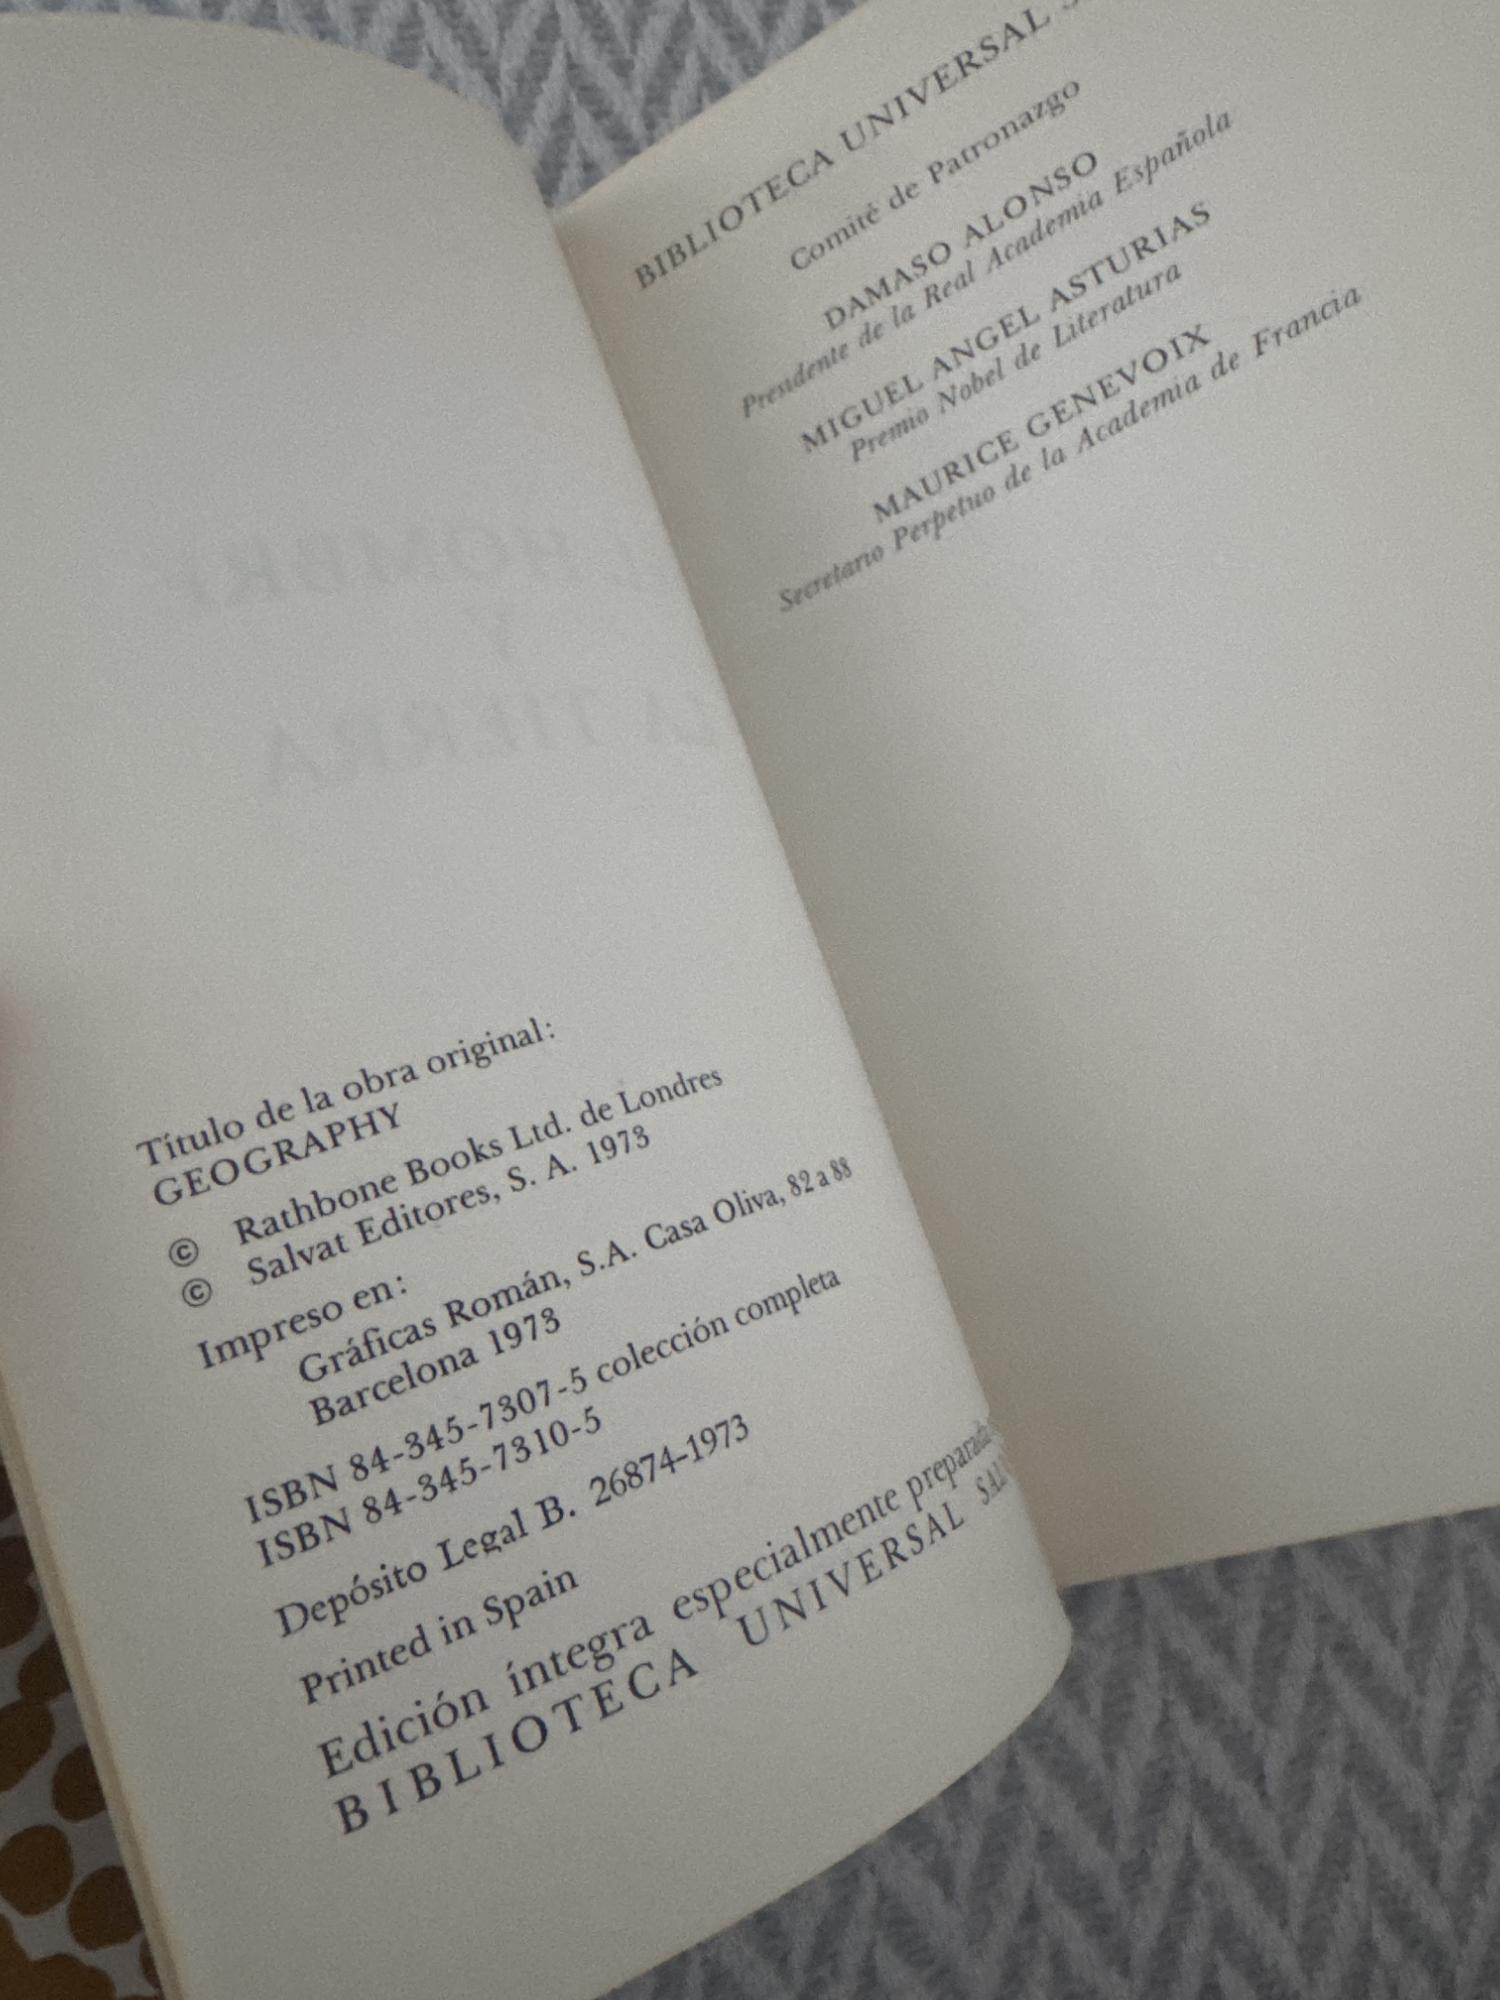 Título de la obra original:
GEOGRAPHY
© Rathbone Books Ltd. de Londres
© Salvat Editores, S. A. 1973
Impreso en:
Gráficas Román, S.A. Casa Oliva, 82 a 88
Barcelona 1973
ISBN 84-345-7307-5 colección completa
ISBN 84-345-7310-5
Depósito Legal B. 26874-1973
Printed in Spain
Edición íntegra especialmente preparada
BIBLIOTECA UNIVERSAL
BIBLIOTECA UNIVERSAL
Comité de Patronazgo
DAMASO ALONSO
Presidente de la Real Academia Española
MIGUEL ANGEL ASTURIAS
Premio Nobel de Literatura
MAURICE GENEVOIX
Secretario Perpetuo de la Academia de Francia